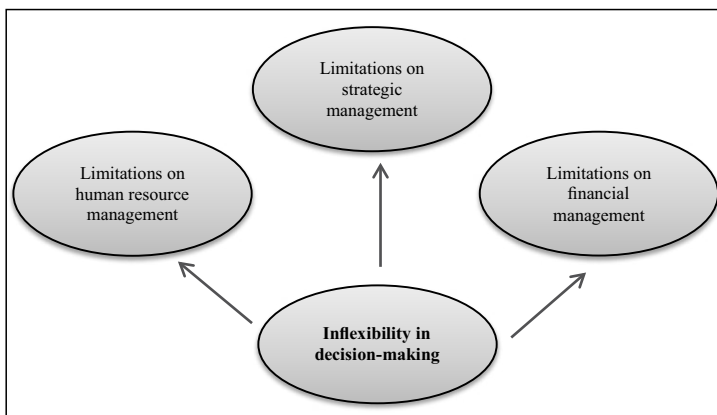 Limitations on
strategic
management
Limitations on
human resource
management
Limitations on
financial
management
Inflexibility in
decision-making